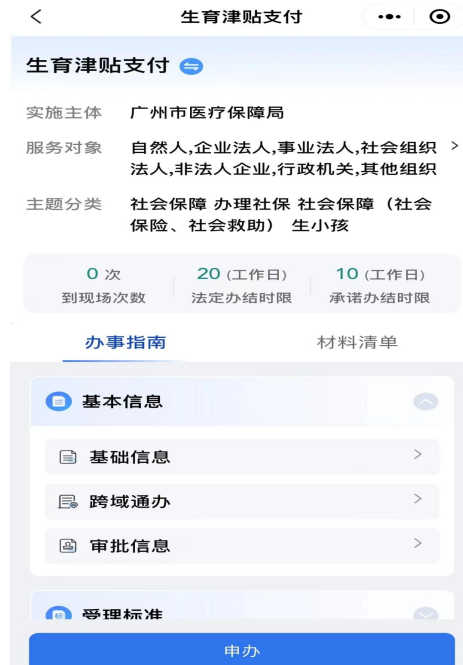 生育津贴支付
生育津贴支付
实施主体 广州市医疗保障局
服务对象 自然人,企业法人,事业法人,社会组织
法人,非法人企业,行政机关,其他组织
主题分类 社会保障 办理社保 社会保障（社会
保险、社会救助） 生小孩
0 次 20 (工作日) 10 (工作日)
到现场次数 法定办结时限 承诺办结时限
办事指南 材料清单
基本信息
基础信息
跨域通办
审批信息
标 受理标准
申办